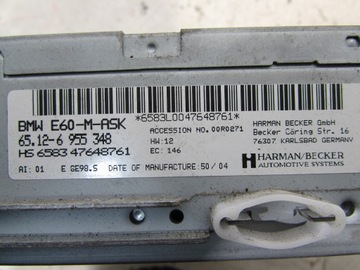 *6583L0047648761*
BMW E60-M-ASK
65.12-6 955 348
HS 6583 47648761
ACCESSION NO.00R0271
HW:12
EC: 146
HARMAN BECKER GmbH
Becker Göring Str. 16
76307 KARLSBAD GERMANY
AI: 01 E GE98.5 DATE OF MANUFACTURE:50/04
HARMAN/BECKER
AUTOMOTIVE SYSTEMS